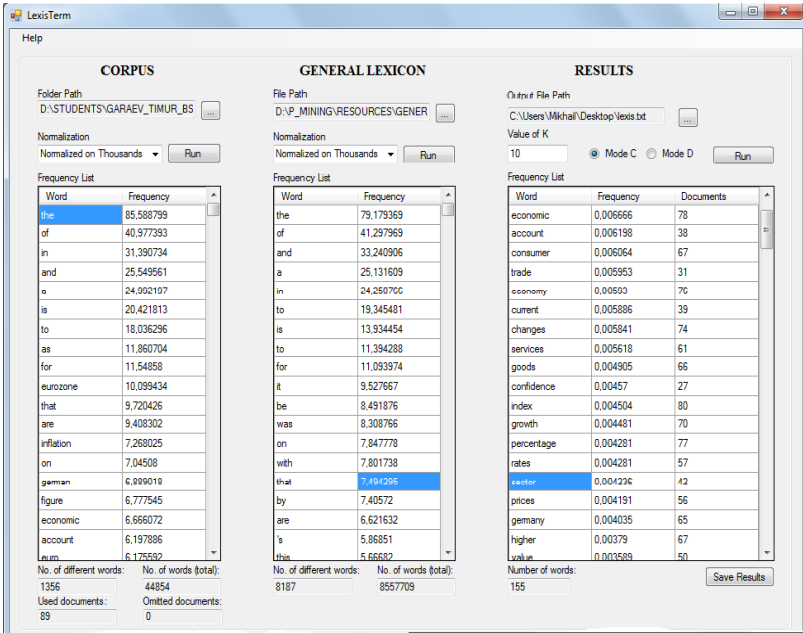 LexisTerm
Help
CORPUS
Folder Path
D:\STUDENTS\GARAEV_TIMUR_BS ...
Normalization
Normalized on Thousands Run
Frequency List
Word Frequency
the 85,588799
of 40,977393
in 31,390734
and 25,549561
a 24,992197
is 20,421813
to 18,036296
as 11,860704
for 11,54858
eurozone 10,099434
that 9,720426
are 9,408302
inflation 7,268025
on 7,04508
german 6,889018
figure 6,777545
economic 6,666072
account 6,197886
euro 6,175592
No. of different words: No. of words (total):
1356 44854
Used documents: Omitted documents:
89 0
GENERAL LEXICON
File Path
D:\P_MINING\RESOURCES\GENER ...
Normalization
Normalized on Thousands Run
Frequency List
Word Frequency
the 79,179369
of 41,297969
and 33,240906
a 25,131609
in 24,250766
to 19,345481
is 13,934454
to 11,394288
for 11,093974
it 9,527667
be 8,491876
was 8,308766
on 7,847778
with 7,801738
that 7,494295
by 7,40572
are 6,621632
's 5,86851
this 5,66682
No. of different words: No. of words (total):
8187 8557709
RESULTS
Output File Path
C:\Users\Mikhail\Desktop\lexis.txt ...
Value of K
10 Mode C Mode D Run
Frequency List
Word Frequency Documents
economic 0,006666 78
account 0,006198 38
consumer 0,006064 67
trade 0,005953 31
economy 0,00593 76
current 0,005886 39
changes 0,005841 74
services 0,005618 61
goods 0,004905 66
confidence 0,00457 27
index 0,004504 80
growth 0,004481 70
percentage 0,004281 77
rates 0,004281 57
sector 0,004236 42
prices 0,004191 56
germany 0,004035 65
higher 0,00379 67
value 0,003589 50
Number of words:
155
Save Results